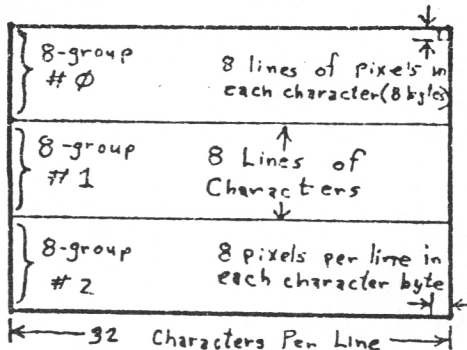 8-group
# 0
8 lines of pixels in
each character (8 bytes)
8-group
# 1
8 Lines of
Characters
8-group
# 2
8 pixels per line in
each character byte
32 Characters Per Line